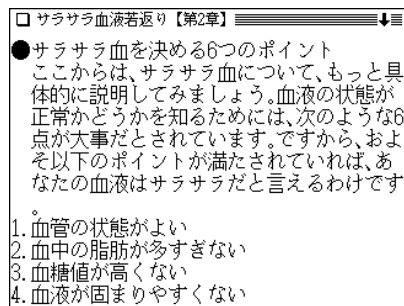 サラサラ血液若返り【第2章】
●サラサラ血を決める6つのポイント
ここからは、サラサラ血について、もっと具
体的に説明してみましょう。血液の状態が
正常かどうかを知るためには、次のような6
点が大事だとされています。ですから、およ
そ以下のポイントが満たされていれば、あ
なたの血液はサラサラだと言えるわけです
。
1.血管の状態がよい
2.血中の脂肪が多すぎない
3.血糖値が高くない
4.血液が固まりやすくない